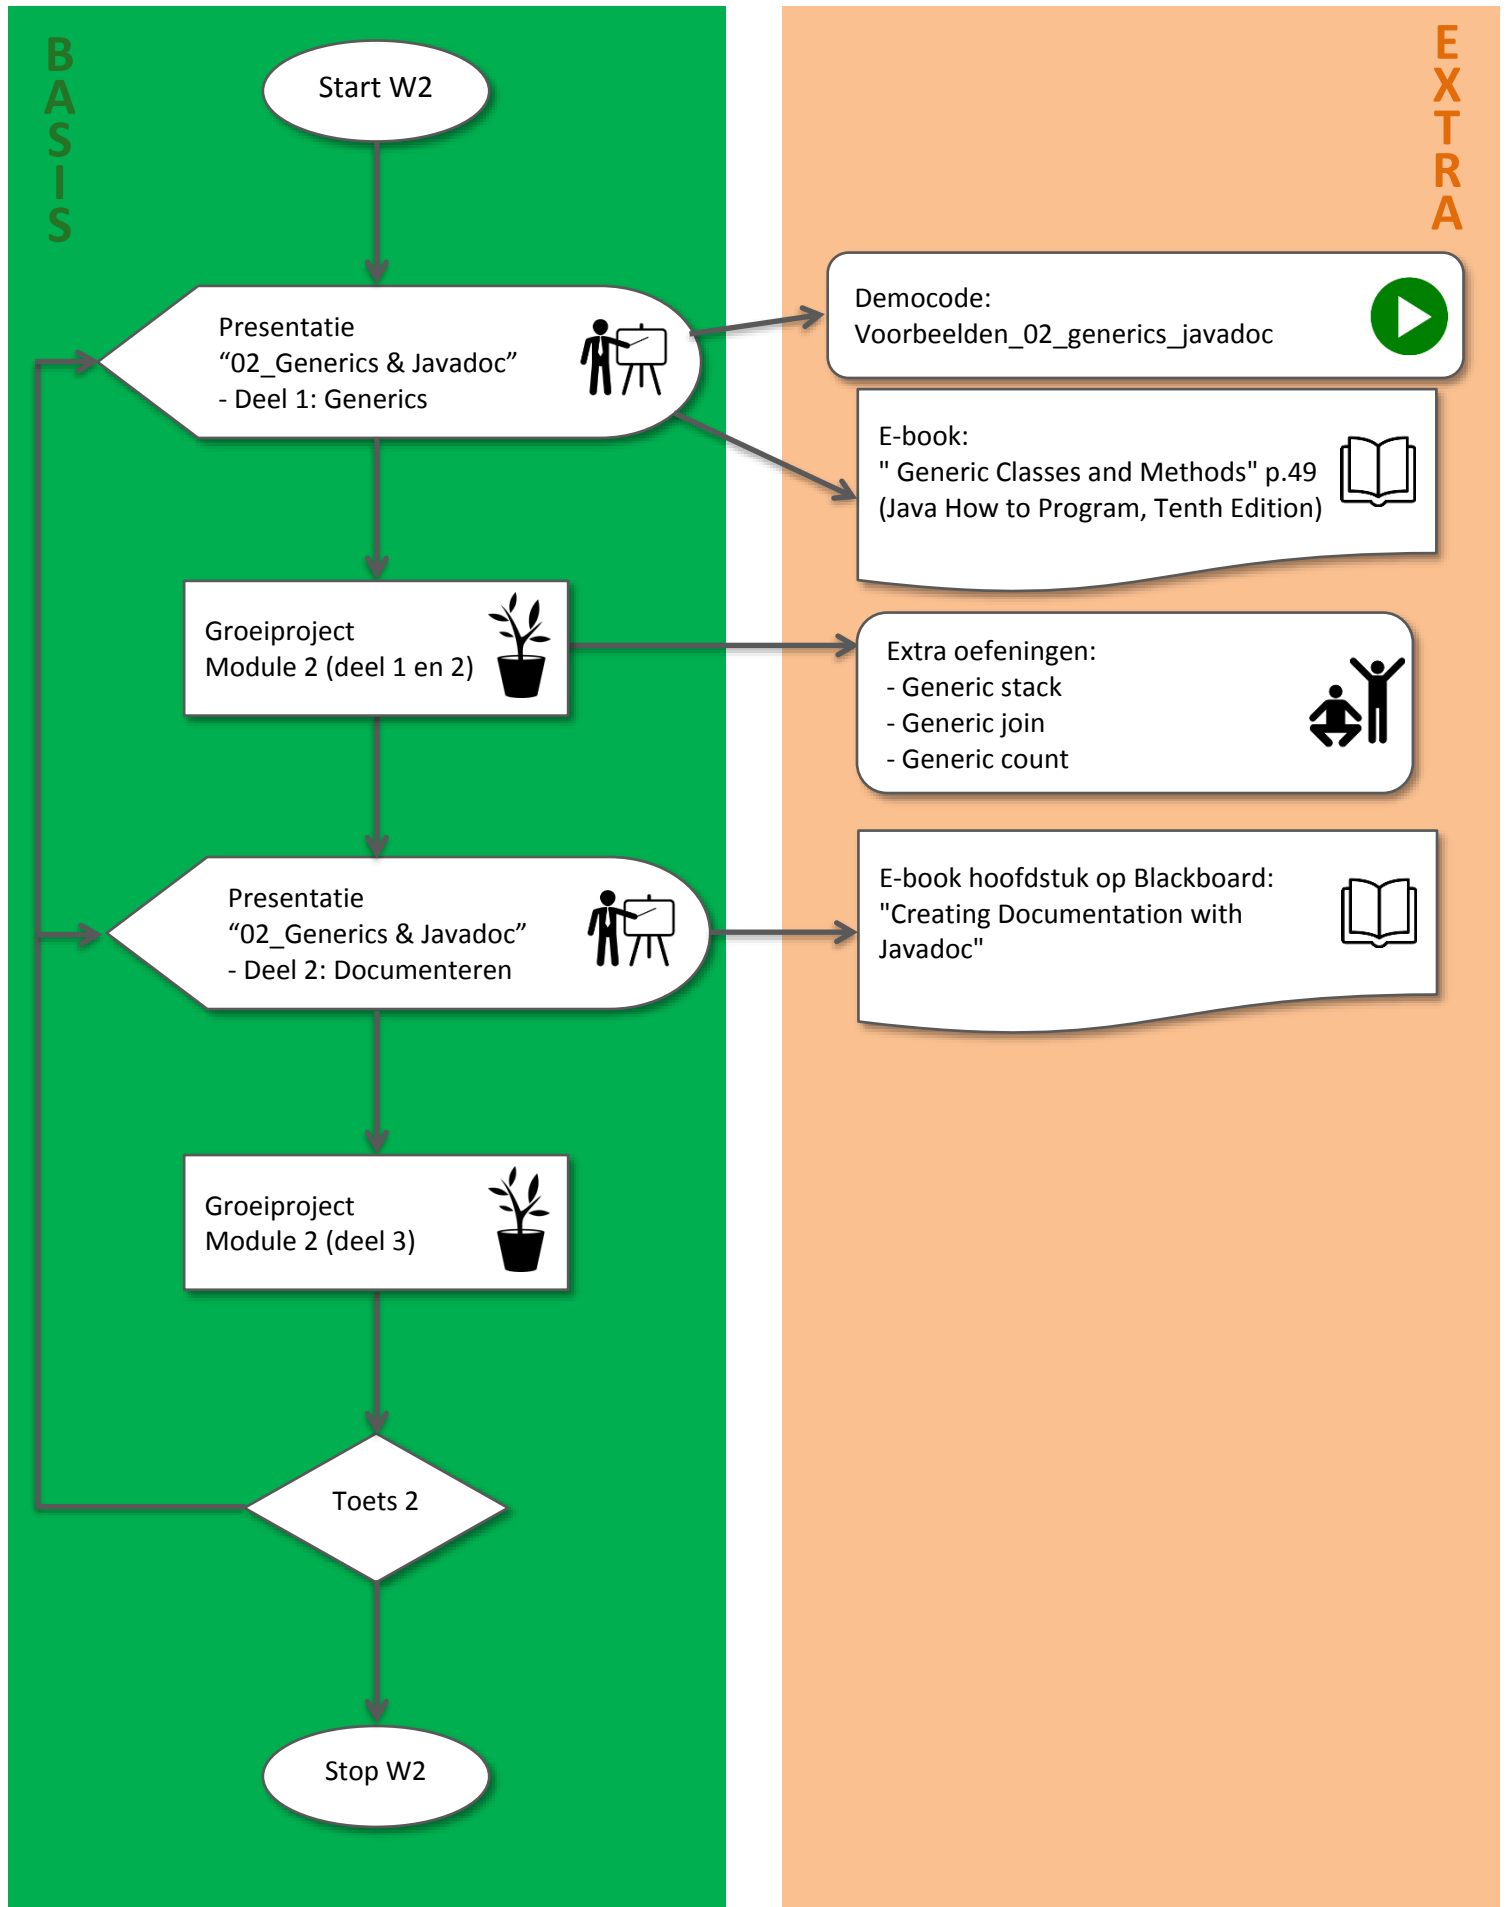 BASIS
EXTRA
Start W2
Presentatie
“02_Generics & Javadoc”
- Deel 1: Generics
Democode:
Voorbeelden_02_generics_javadoc
E-book:
" Generic Classes and Methods" p.49
(Java How to Program, Tenth Edition)
Groeiproject
Module 2 (deel 1 en 2)
Extra oefeningen:
- Generic stack
- Generic join
- Generic count
Presentatie
“02_Generics & Javadoc”
- Deel 2: Documenteren
E-book hoofdstuk op Blackboard:
"Creating Documentation with
Javadoc"
Groeiproject
Module 2 (deel 3)
Toets 2
Stop W2